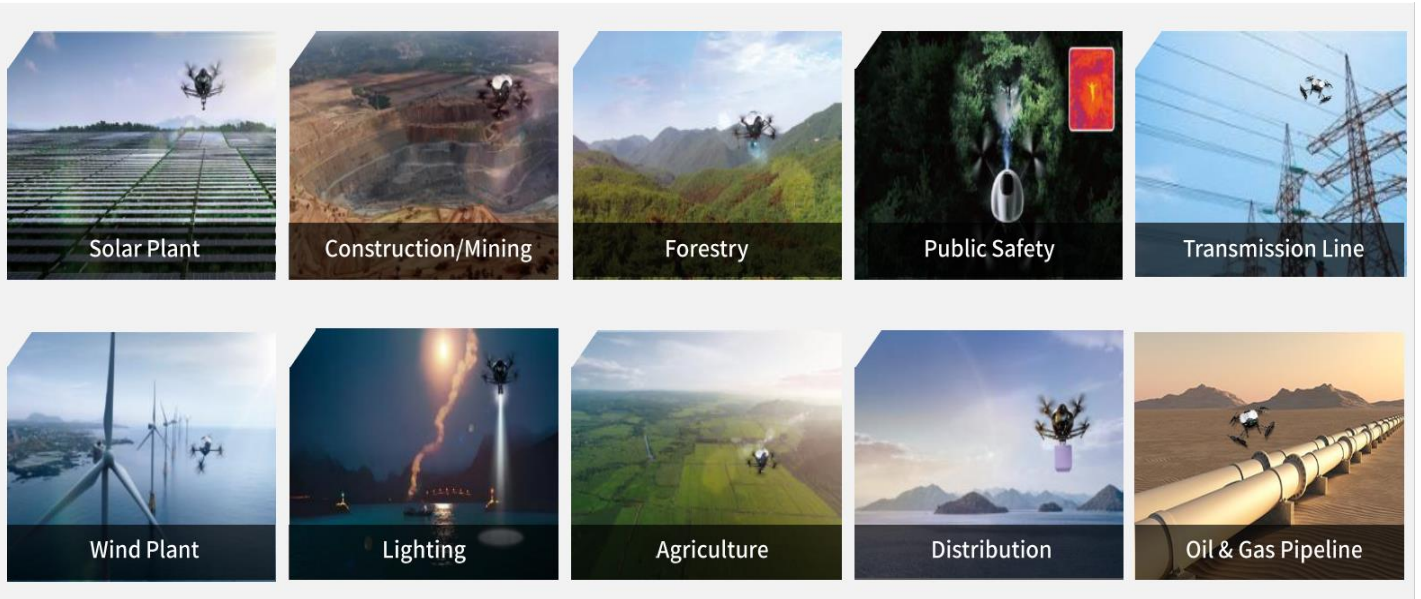 Solar Plant
Construction/Mining
Forestry
Public Safety
Transmission Line
Wind Plant
Lighting
Agriculture
Distribution
Oil & Gas Pipeline